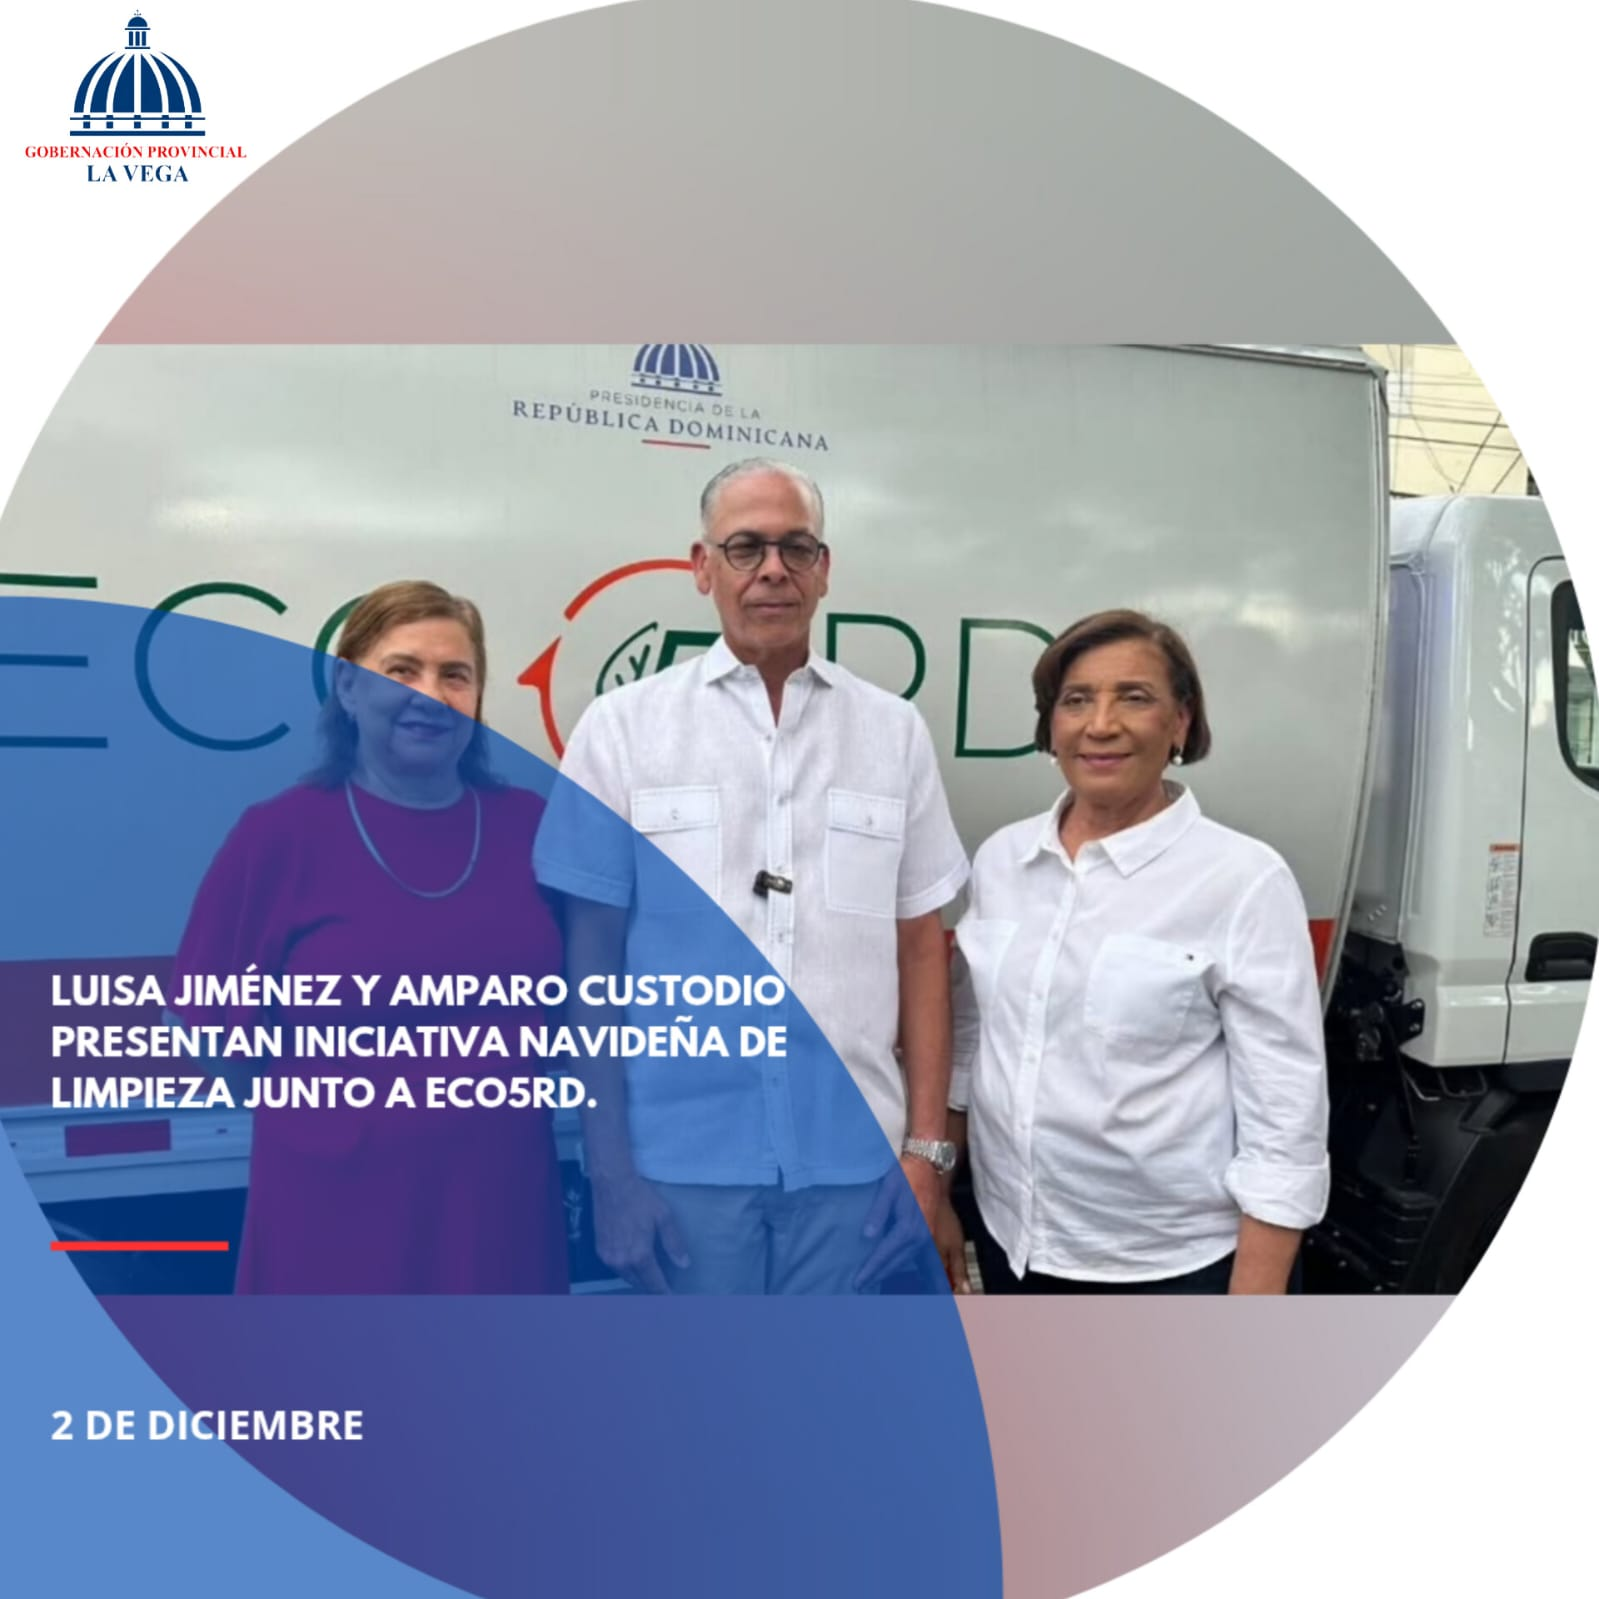 GOBERNACIÓN PROVINCIAL
LA VEGA
PRESIDENCIA DE LA
REPÚBLICA DOMINICANA
ECO5RD
LUISA JIMÉNEZ Y AMPARO CUSTODIO
PRESENTAN INICIATIVA NAVIDEÑA DE
LIMPIEZA JUNTO A ECO5RD.
2 DE DICIEMBRE